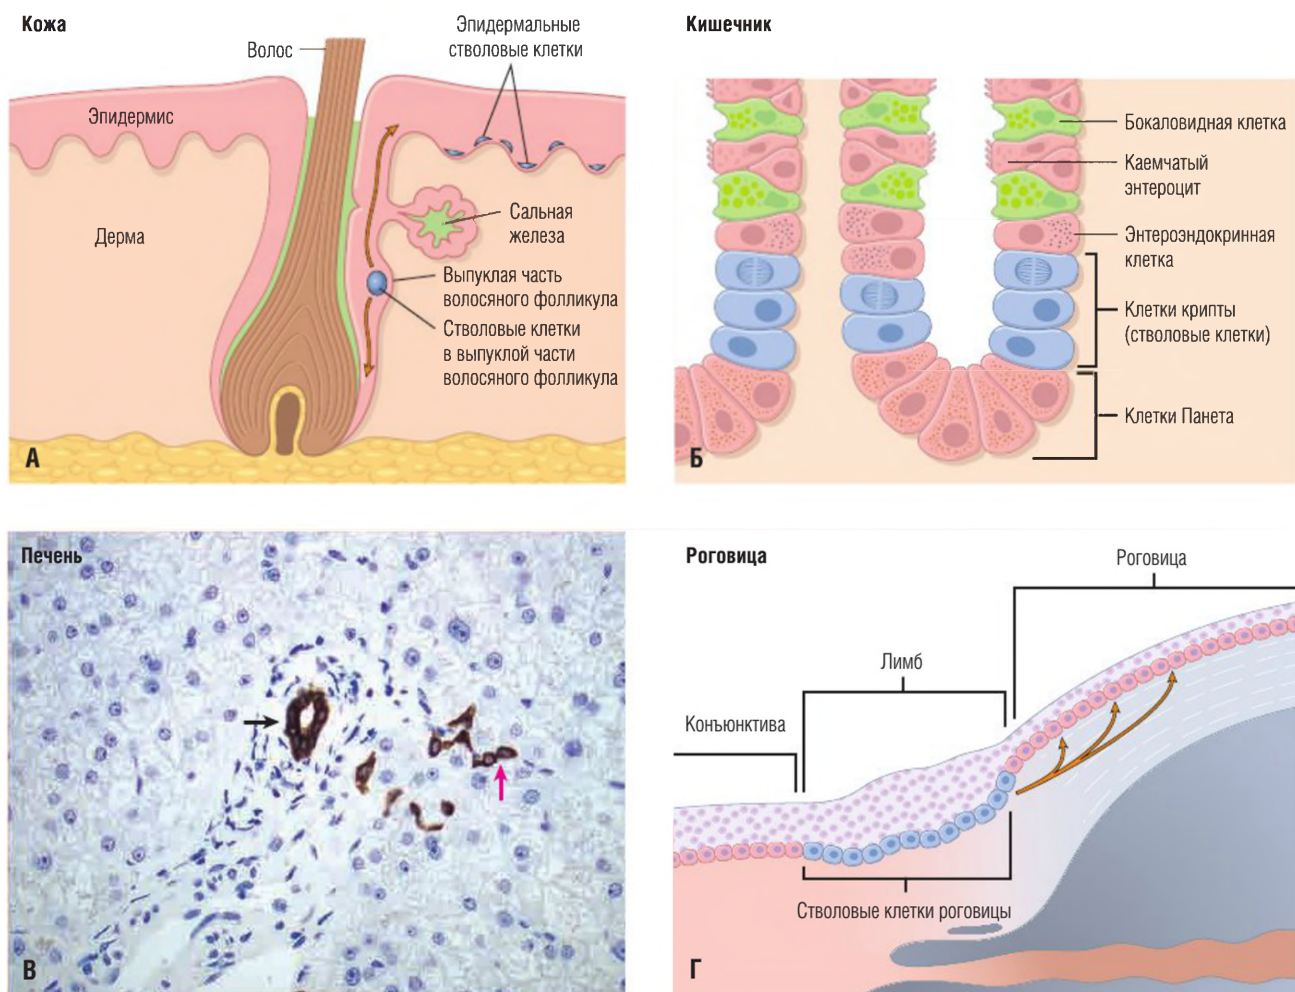 Кожа
Волос
Эпидермальные
стволовые клетки
Эпидермис
Дерма
Сальная
железа
Выпуклая часть
волосяного фолликула
Стволовые клетки
в выпуклой части
волосяного фолликула
А
Кишечник
Бокаловидная клетка
Каемчатый
энтероцит
Энтероэндокринная
клетка
Клетки крипты
(стволовые клетки)
Клетки Панета
Б
Печень
В
Роговица
Роговица
Лимб
Конъюнктива
Стволовые клетки роговицы
Г